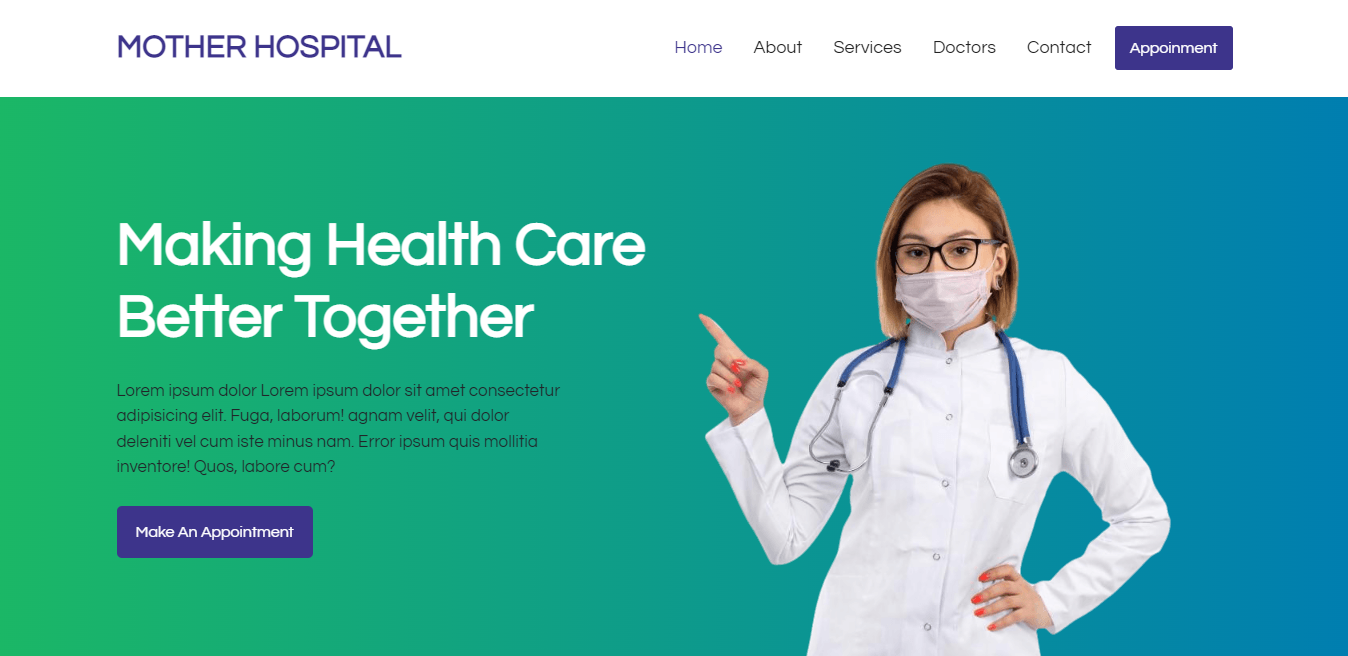 MOTHER HOSPITAL
Home About Services Doctors Contact Appoinment
Making Health Care
Better Together
Lorem ipsum dolor Lorem ipsum dolor sit amet consectetur
adipisicing elit. Fuga, laborum! agnam velit, qui dolor
deleniti vel cum iste minus nam. Error ipsum quis mollitia
inventore! Quos, labore cum?
Make An Appointment